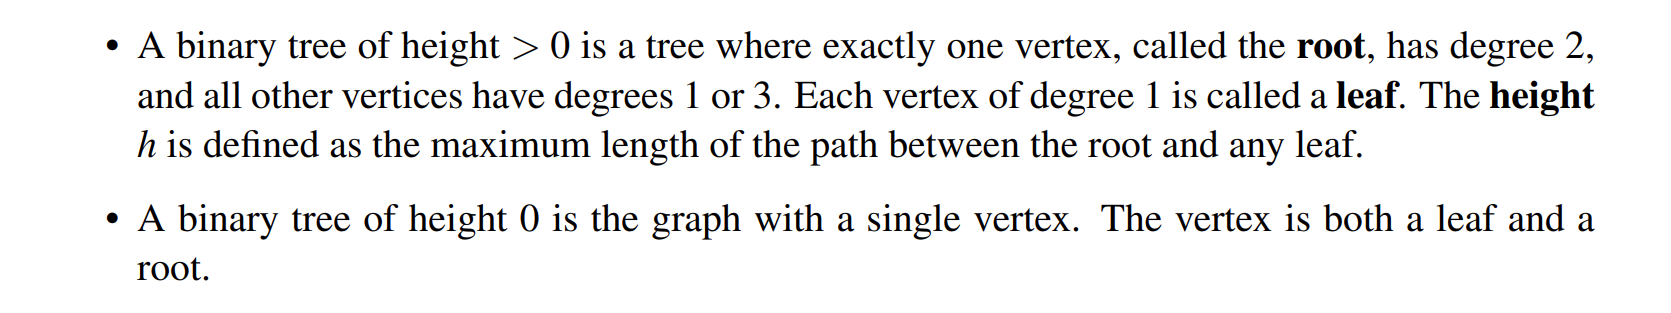 • A binary tree of height > 0 is a tree where exactly one vertex, called the root, has degree 2,
and all other vertices have degrees 1 or 3. Each vertex of degree 1 is called a leaf. The height
h is defined as the maximum length of the path between the root and any leaf.
• A binary tree of height 0 is the graph with a single vertex. The vertex is both a leaf and a
root.